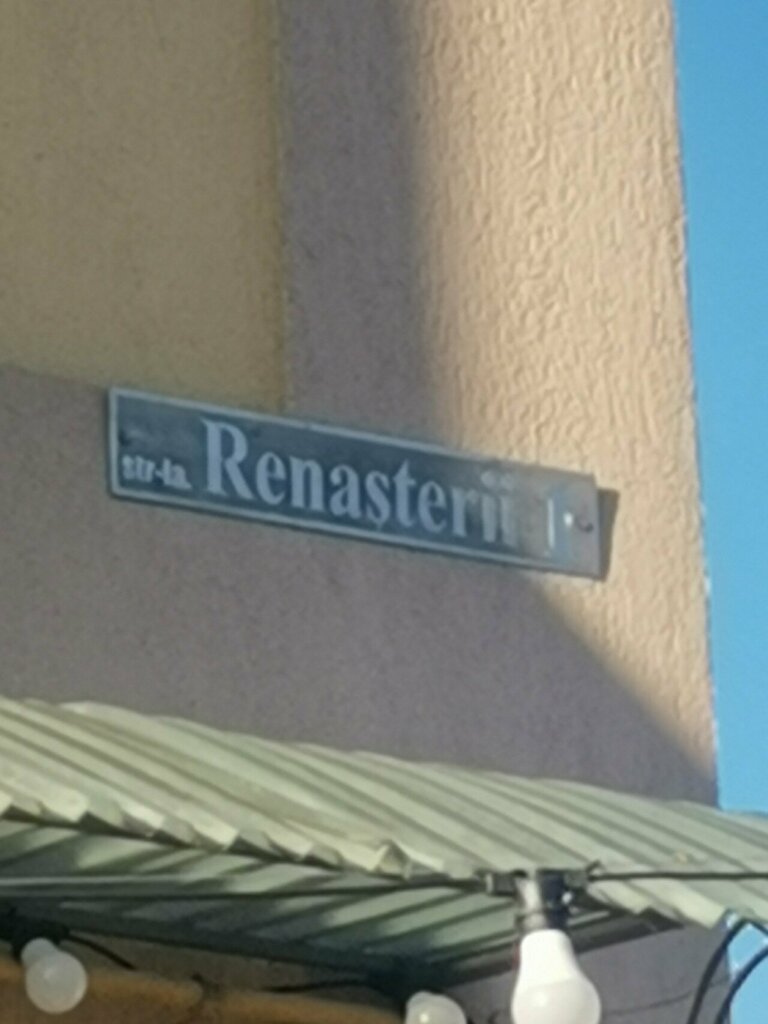 str-la. Renașterii 1